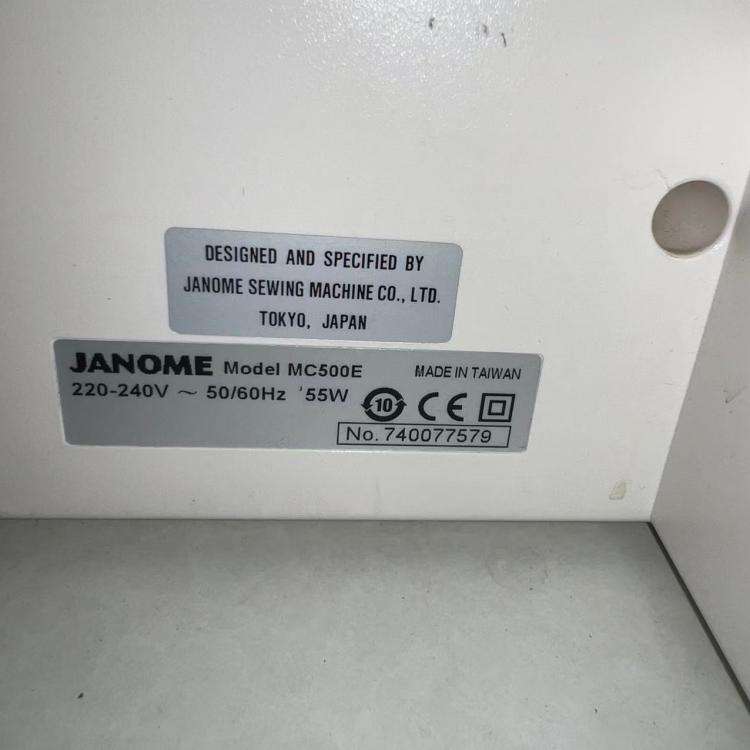 DESIGNED AND SPECIFIED BY
JANOME SEWING MACHINE CO., LTD.
TOKYO, JAPAN
JANOME Model MC500E MADE IN TAIWAN
220-240V ~ 50/60Hz 55W
10 CE
No. 740077579